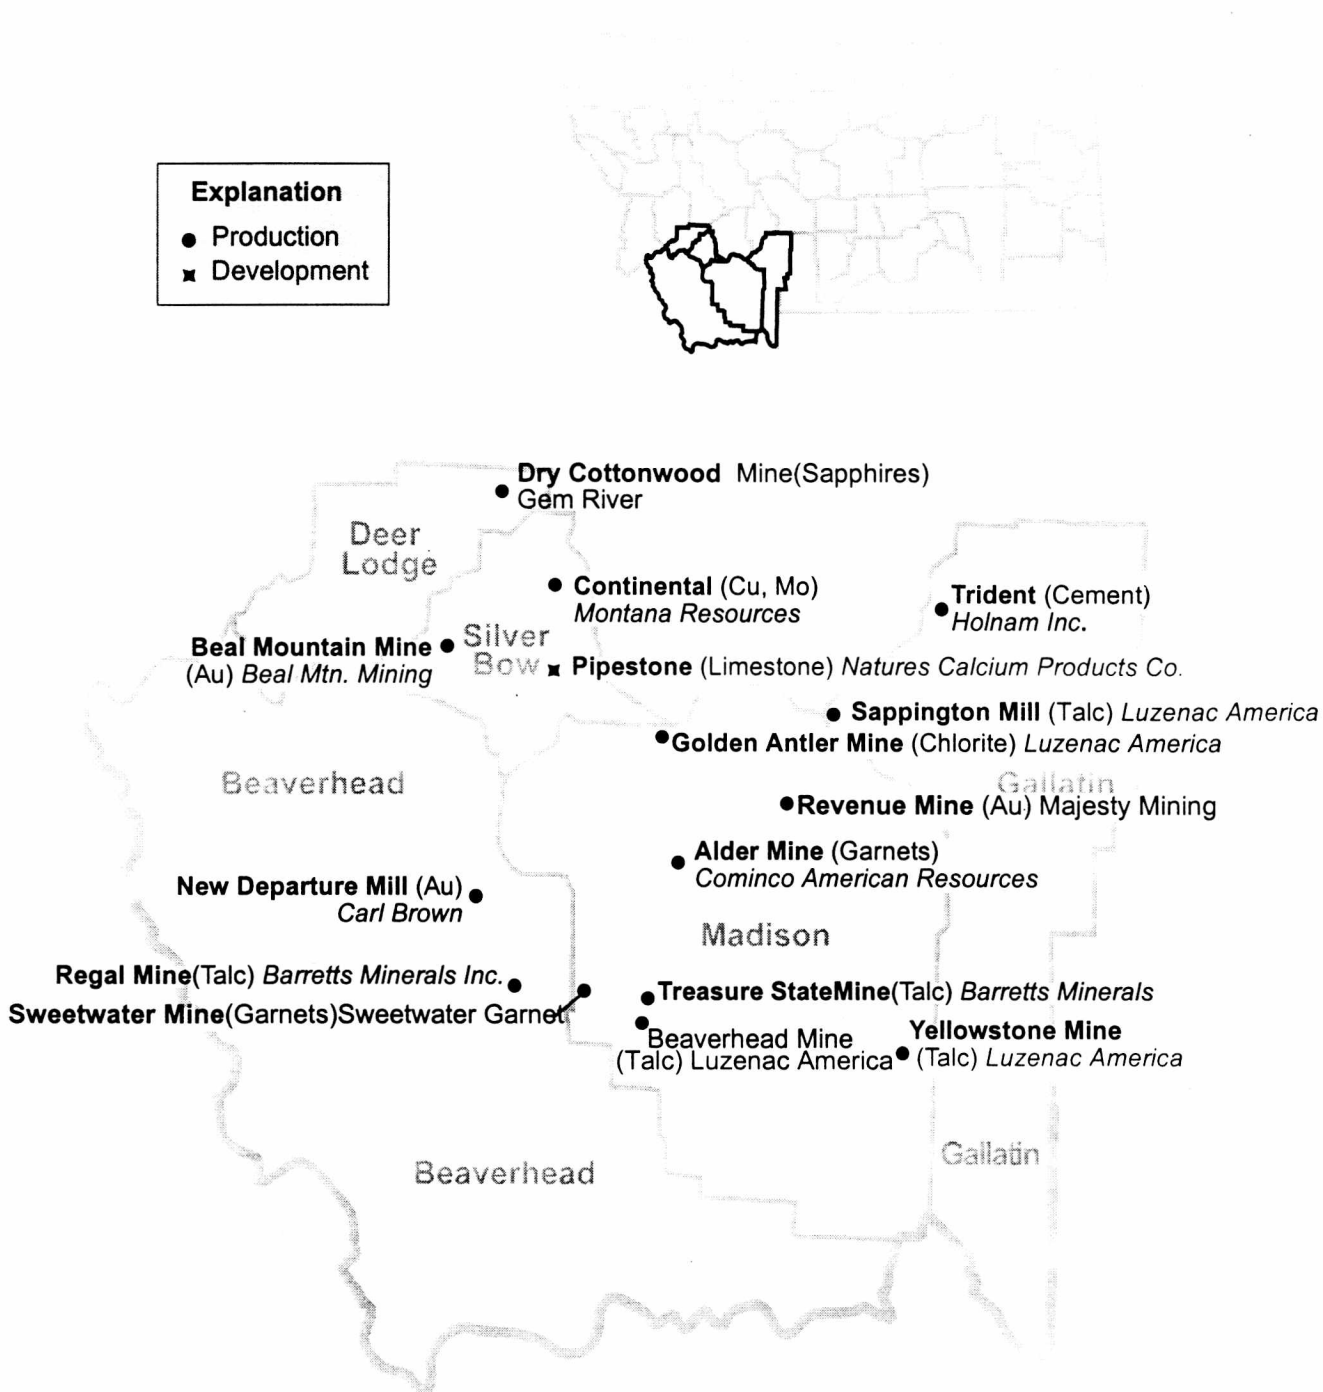 Explanation
Production
Development
Dry Cottonwood Mine(Sapphires)
Gem River
Deer
Lodge
Continental (Cu, Mo)
Montana Resources
Trident (Cement)
Holnam Inc.
Silver
Bow
Beal Mountain Mine
(Au) Beal Mtn. Mining
Pipestone (Limestone) Natures Calcium Products Co.
Sappington Mill (Talc) Luzenac America
Golden Antler Mine (Chlorite) Luzenac America
Beaverhead
Gallatin
Revenue Mine (Au) Majesty Mining
Alder Mine (Garnets)
Cominco American Resources
New Departure Mill (Au)
Carl Brown
Madison
Regal Mine(Talc) Barretts Minerals Inc.
Sweetwater Mine(Garnets)Sweetwater Garnet
Treasure StateMine(Talc) Barretts Minerals
Beaverhead Mine
(Talc) Luzenac America
Yellowstone Mine
(Talc) Luzenac America
Gallatin
Beaverhead